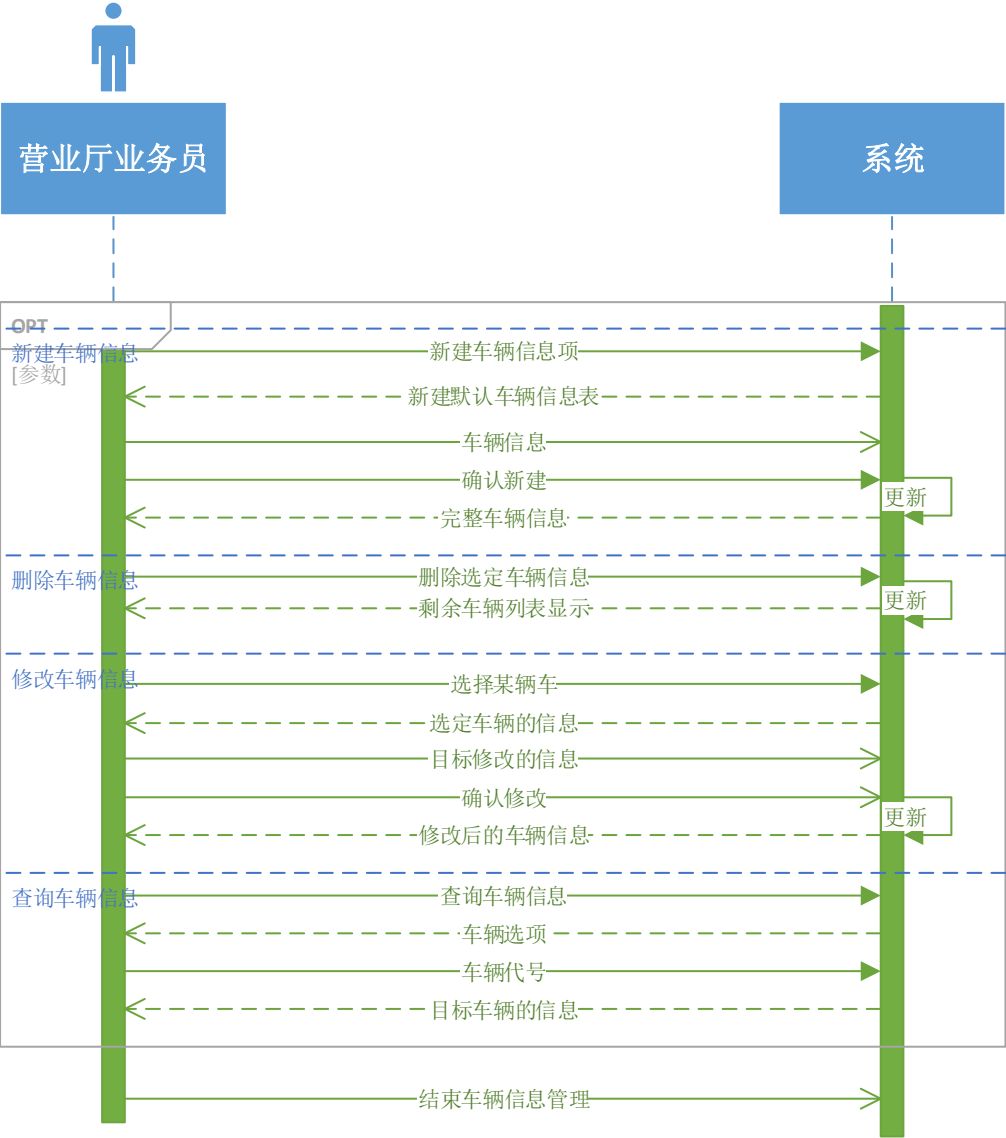 营业厅业务员
系统
OPT
新建车辆信息
[参数]
新建车辆信息项
新建默认车辆信息表
车辆信息
确认新建
更新
完整车辆信息
删除车辆信息
删除选定车辆信息
更新
剩余车辆列表显示
修改车辆信息
选择某辆车
选定车辆的信息
目标修改的信息
确认修改
更新
修改后的车辆信息
查询车辆信息
查询车辆信息
车辆选项
车辆代号
目标车辆的信息
结束车辆信息管理